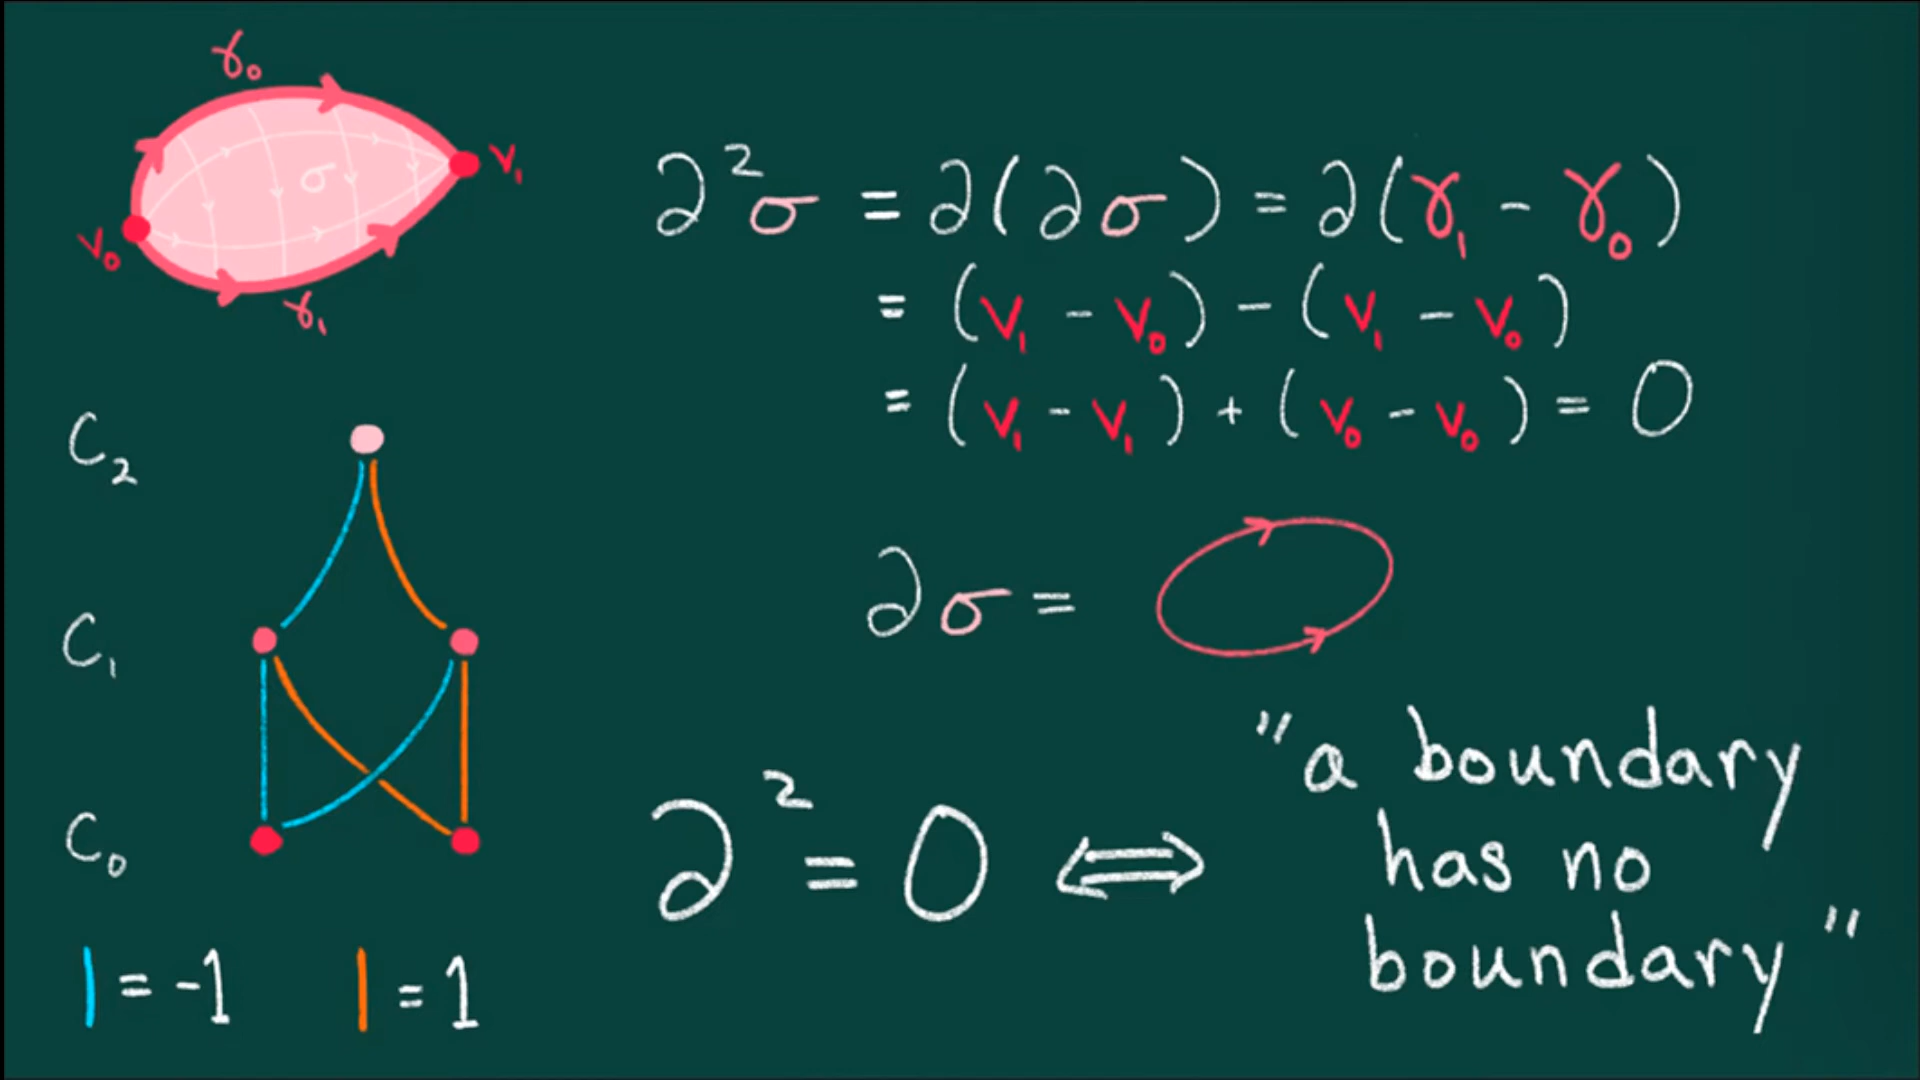 γ₀
σ
v₁
v₀
γ₁
∂²σ = ∂(∂σ) = ∂(γ₁ - γ₀)
= (v₁ - v₀) - (v₁ - v₀)
= (v₁ - v₁) + (v₀ - v₀) = 0
C₂
C₁
C₀
∂σ =
∂² = 0 ⟺
"a boundary
has no
boundary"
| = -1
| = 1